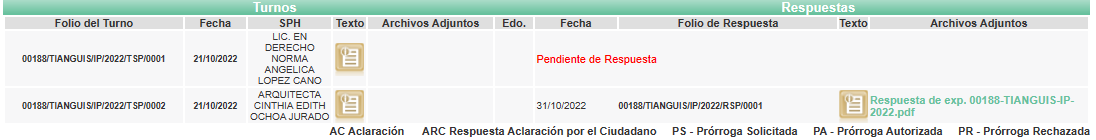 Turnos Respuestas
Folio del Turno Fecha SPH Texto Archivos Adjuntos Edo. Fecha Folio de Respuesta Texto Archivos Adjuntos
00188/TIANGUIS/IP/2022/TSP/0001 21/10/2022 LIC. EN DERECHO NORMA ANGELICA LOPEZ CANO Pendiente de Respuesta
00188/TIANGUIS/IP/2022/TSP/0002 21/10/2022 ARQUITECTA CINTHIA EDITH OCHOA JURADO 31/10/2022 00188/TIANGUIS/IP/2022/RSP/0001 Respuesta de exp. 00188-TIANGUIS-IP-2022.pdf
AC Aclaración ARC Respuesta Aclaración por el Ciudadano PS - Prórroga Solicitada PA - Prórroga Autorizada PR - Prórroga Rechazada